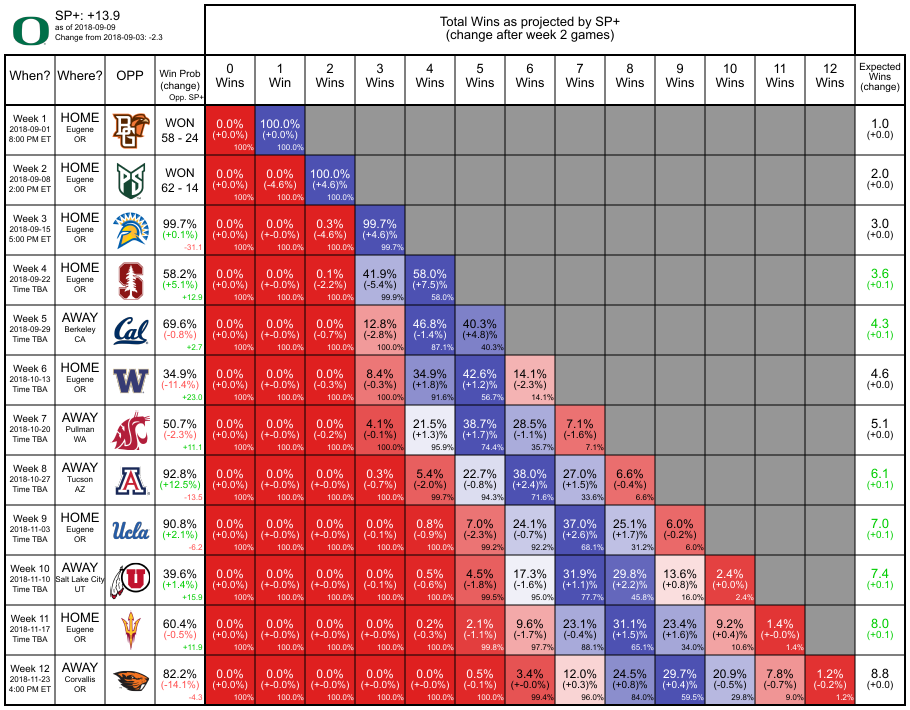 SP+: +13.9
as of 2018-09-09
Change from 2018-09-03: -2.3
Total Wins as projected by SP+
(change after week 2 games)
When? Where? OPP Win Prob (change) Opp. SP+ 0 Wins 1 Win 2 Wins 3 Wins 4 Wins 5 Wins 6 Wins 7 Wins 8 Wins 9 Wins 10 Wins 11 Wins 12 Wins Expected Wins (change)
Week 1 HOME WON 0.0% 100.0% 1.0
2018-09-01 Eugene BG 58 - 24 (+0.0%) (+0.0%) (+0.0)
8:00 PM ET OR 100% 100.0%
Week 2 HOME WON 0.0% 0.0% 100.0% 2.0
2018-09-08 Eugene PS 62 - 14 (+0.0%) (-4.6%) (+4.6)% (+0.0)
2:00 PM ET OR 100% 100.0% 100.0%
Week 3 HOME 99.7% 0.0% 0.0% 0.3% 99.7% 3.0
2018-09-15 Eugene (+0.1%) (+0.0%) (+-0.0%) (-4.6%) (+4.6)% (+0.0)
5:00 PM ET OR -31.1 100% 100.0% 100.0% 99.7%
Week 4 HOME 58.2% 0.0% 0.0% 0.1% 41.9% 58.0% 3.6
2018-09-22 Eugene S (+5.1%) (+0.0%) (+-0.0%) (-2.2%) (-5.4%) (+7.5)% (+0.1)
Time TBA OR +12.9 100% 100.0% 100.0% 99.9% 58.0%
Week 5 AWAY 69.6% 0.0% 0.0% 0.0% 12.8% 46.8% 40.3% 4.3
2018-09-29 Berkeley Cal (-0.8%) (+0.0%) (+-0.0%) (-0.7%) (-2.8%) (-1.4%) (+4.8)% (+0.1)
Time TBA CA +2.7 100% 100.0% 100.0% 100.0% 87.1% 40.3%
Week 6 HOME 34.9% 0.0% 0.0% 0.0% 8.4% 34.9% 42.6% 14.1% 4.6
2018-10-13 Eugene W (-11.4%) (+0.0%) (+-0.0%) (-0.3%) (-0.3%) (+1.8)% (+1.2)% (-2.3%) (+0.0)
Time TBA OR +23.0 100% 100.0% 100.0% 100.0% 91.6% 56.7% 14.1%
Week 7 AWAY 50.7% 0.0% 0.0% 0.0% 4.1% 21.5% 38.7% 28.5% 7.1% 5.1
2018-10-20 Pullman (-2.3%) (+0.0%) (+-0.0%) (-0.2%) (-0.1%) (+1.3)% (+1.7)% (-1.1%) (-1.6%) (+0.0)
Time TBA WA +11.1 100% 100.0% 100.0% 100.0% 95.9% 74.4% 35.7% 7.1%
Week 8 AWAY 92.8% 0.0% 0.0% 0.0% 0.3% 5.4% 22.7% 38.0% 27.0% 6.6% 6.1
2018-10-27 Tucson A (+12.5%) (+0.0%) (+-0.0%) (+-0.0%) (-0.7%) (-2.0%) (-0.8%) (+2.4)% (+1.5)% (-0.4%) (+0.1)
Time TBA AZ -13.5 100% 100.0% 100.0% 100.0% 99.7% 94.3% 71.6% 33.6% 6.6%
Week 9 HOME 90.8% 0.0% 0.0% 0.0% 0.0% 0.8% 7.0% 24.1% 37.0% 25.1% 6.0% 7.0
2018-11-03 Eugene Ucla (+2.1%) (+0.0%) (+-0.0%) (+-0.0%) (-0.1%) (-0.9%) (-2.3%) (-0.7%) (+2.6)% (+1.7)% (-0.2%) (+0.1)
Time TBA OR -6.2 100% 100.0% 100.0% 100.0% 100.0% 99.2% 92.2% 68.1% 31.2% 6.0%
Week 10 AWAY 39.6% 0.0% 0.0% 0.0% 0.0% 0.5% 4.5% 17.3% 31.9% 29.8% 13.6% 2.4% 7.4
2018-11-10 Salt Lake City U (+1.4%) (+0.0%) (+-0.0%) (+-0.0%) (-0.1%) (-0.6%) (-1.8%) (-1.6%) (+1.1)% (+2.2)% (+0.8)% (+0.0)% (+0.1)
Time TBA UT +15.9 100% 100.0% 100.0% 100.0% 100.0% 99.5% 95.0% 77.7% 45.8% 16.0% 2.4%
Week 11 HOME 60.4% 0.0% 0.0% 0.0% 0.0% 0.2% 2.1% 9.6% 23.1% 31.1% 23.4% 9.2% 1.4% 8.0
2018-11-17 Eugene (-0.5%) (+0.0%) (+-0.0%) (+-0.0%) (+-0.0%) (-0.3%) (-1.1%) (-1.7%) (-0.4%) (+1.5)% (+1.6)% (+0.4)% (+-0.0%) (+0.1)
Time TBA OR +11.9 100% 100.0% 100.0% 100.0% 100.0% 99.8% 97.7% 88.1% 65.1% 34.0% 10.6% 1.4%
Week 12 AWAY 82.2% 0.0% 0.0% 0.0% 0.0% 0.0% 0.5% 3.4% 12.0% 24.5% 29.7% 20.9% 7.8% 1.2% 8.8
2018-11-23 Corvallis (-14.1%) (+0.0%) (+-0.0%) (+-0.0%) (+-0.0%) (+-0.0%) (-0.1%) (+-0.0%) (+0.3)% (+0.8)% (+0.4)% (-0.5%) (-0.7%) (-0.2%) (+0.0)
4:00 PM ET OR -4.3 100% 100.0% 100.0% 100.0% 100.0% 100.0% 99.4% 96.0% 84.0% 59.5% 29.8% 9.0% 1.2%